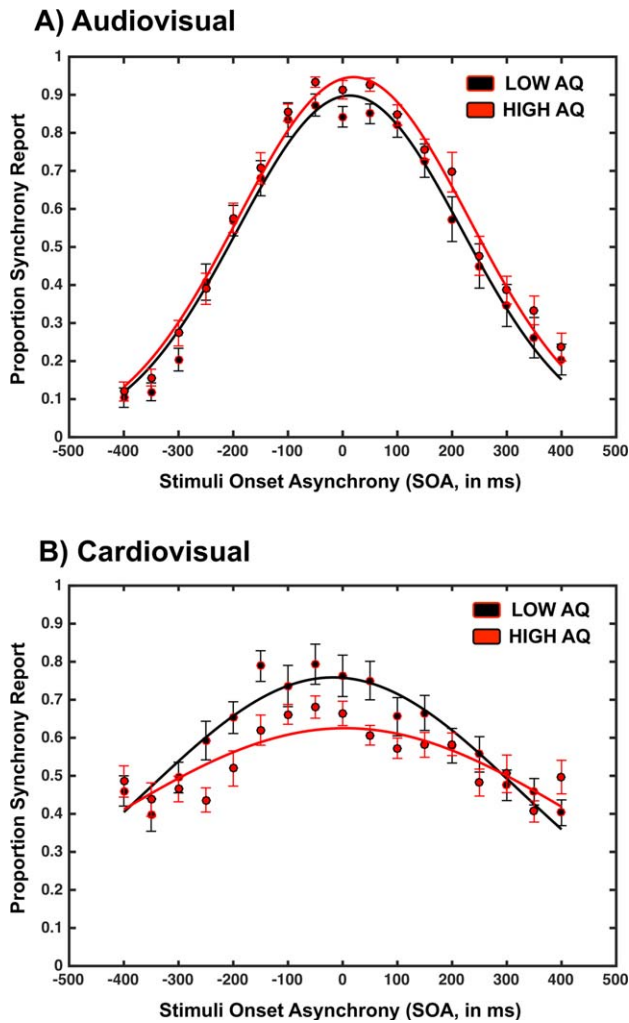 A) Audiovisual
Proportion Synchrony Report
1
0.9
0.8
0.7
0.6
0.5
0.4
0.3
0.2
0.1
0
LOW AQ
HIGH AQ
-500 -400 -300 -200 -100 0 100 200 300 400 500
Stimuli Onset Asynchrony (SOA, in ms)
B) Cardiovisual
Proportion Synchrony Report
1
0.9
0.8
0.7
0.6
0.5
0.4
0.3
0.2
0.1
0
LOW AQ
HIGH AQ
-500 -400 -300 -200 -100 0 100 200 300 400 500
Stimuli Onset Asynchrony (SOA, in ms)